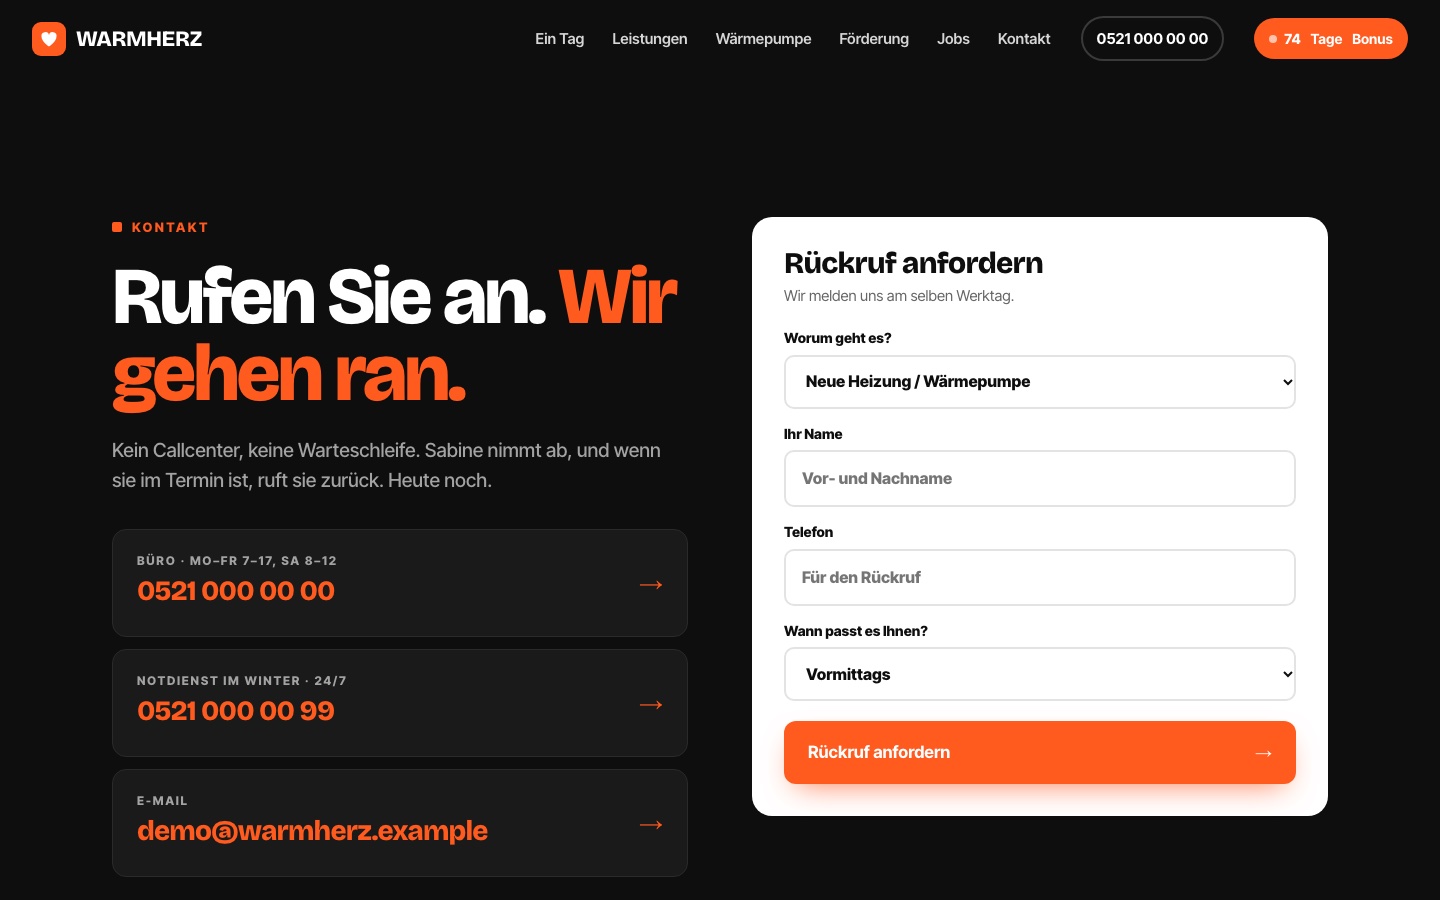 WARMHERZ
Ein Tag Leistungen Wärmepumpe Förderung Jobs Kontakt 0521 000 00 00 74 Tage Bonus
KONTAKT
Rufen Sie an. Wir
gehen ran.
Kein Callcenter, keine Warteschleife. Sabine nimmt ab, und wenn
sie im Termin ist, ruft sie zurück. Heute noch.
BÜRO · MO–FR 7–17, SA 8–12
0521 000 00 00 →
NOTDIENST IM WINTER · 24/7
0521 000 00 99 →
E-MAIL
demo@warmherz.example →
Rückruf anfordern
Wir melden uns am selben Werktag.
Worum geht es?
Neue Heizung / Wärmepumpe
Ihr Name
Vor- und Nachname
Telefon
Für den Rückruf
Wann passt es Ihnen?
Vormittags
Rückruf anfordern →